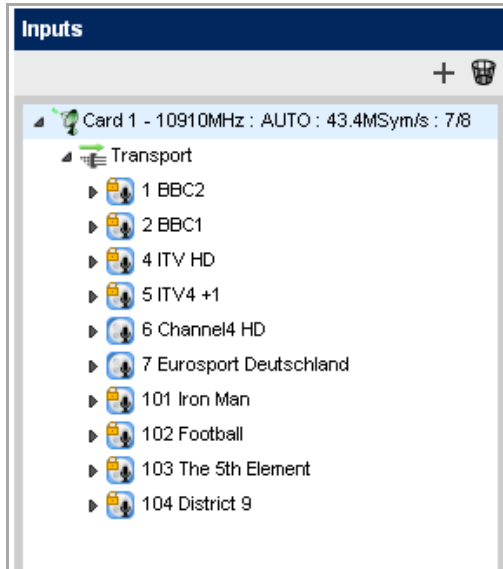 Inputs
Card 1 - 10910MHz : AUTO : 43.4MSym/s : 7/8
Transport
1 BBC2
2 BBC1
4 ITV HD
5 ITV4 +1
6 Channel4 HD
7 Eurosport Deutschland
101 Iron Man
102 Football
103 The 5th Element
104 District 9